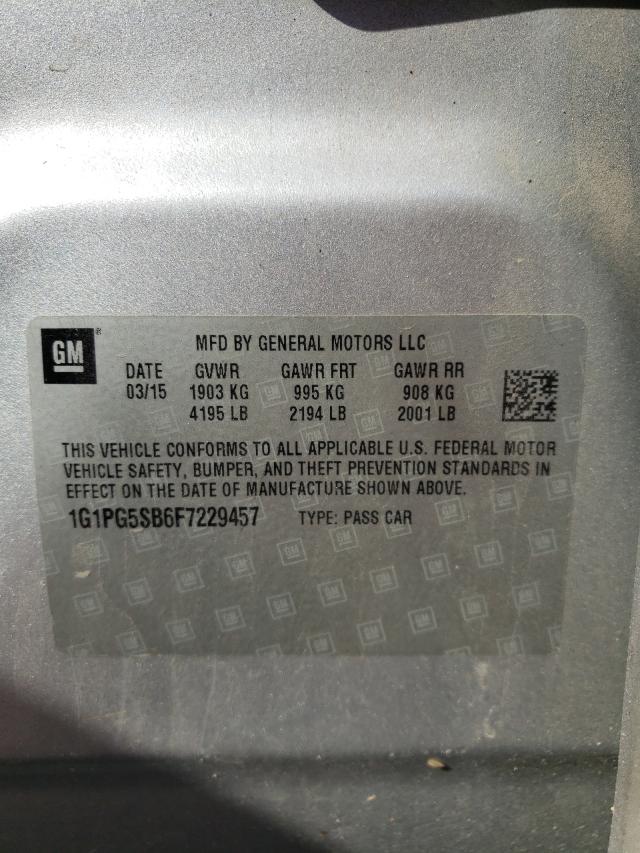 GM ® MFD BY GENERAL MOTORS LLC
DATE GVWR GAWR FRT GAWR RR
03/15 1903 KG 995 KG 908 KG
4195 LB 2194 LB 2001 LB
THIS VEHICLE CONFORMS TO ALL APPLICABLE U.S. FEDERAL MOTOR
VEHICLE SAFETY, BUMPER, AND THEFT PREVENTION STANDARDS IN
EFFECT ON THE DATE OF MANUFACTURE SHOWN ABOVE.
1G1PG5SB6F7229457 TYPE: PASS CAR